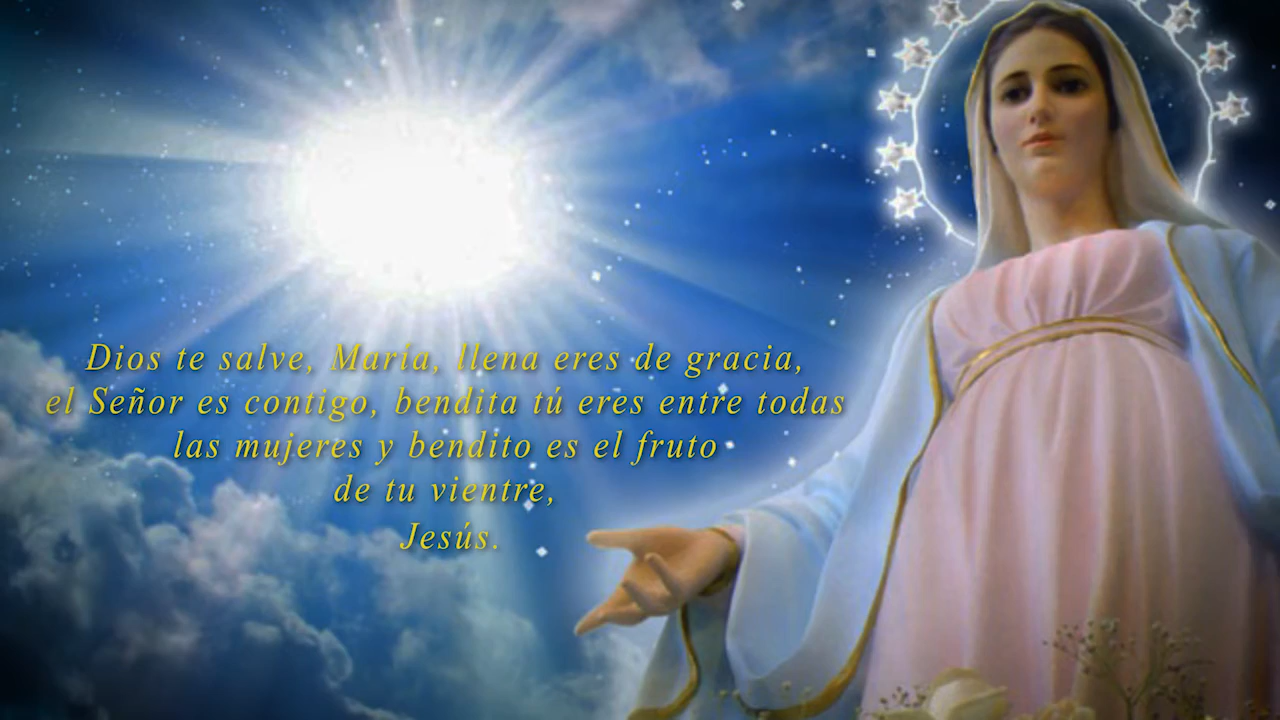 Dios te salve, María, llena eres de gracia,
el Señor es contigo, bendita tú eres entre todas
las mujeres y bendito es el fruto
de tu vientre,
Jesús.